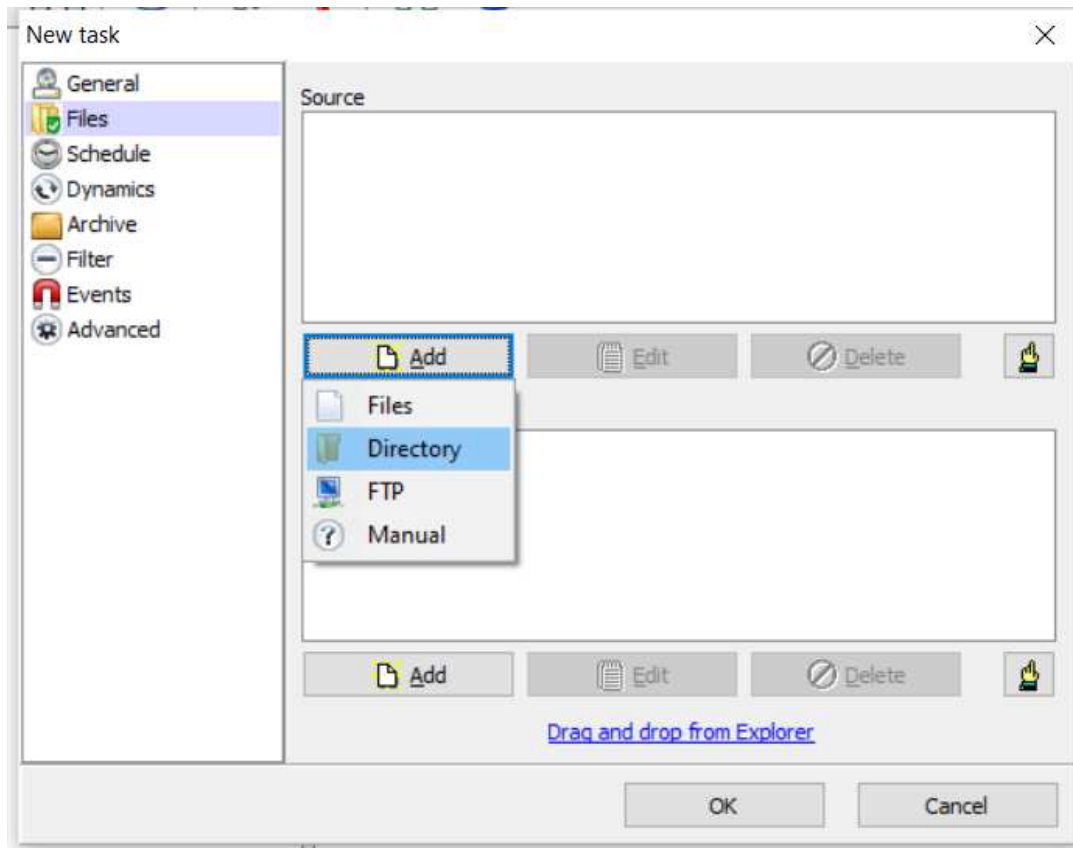 New task
General
Files
Schedule
Dynamics
Archive
Filter
Events
Advanced
Source
Add Edit Delete
Files
Directory
FTP
Manual
Add Edit Delete
Drag and drop from Explorer
OK Cancel